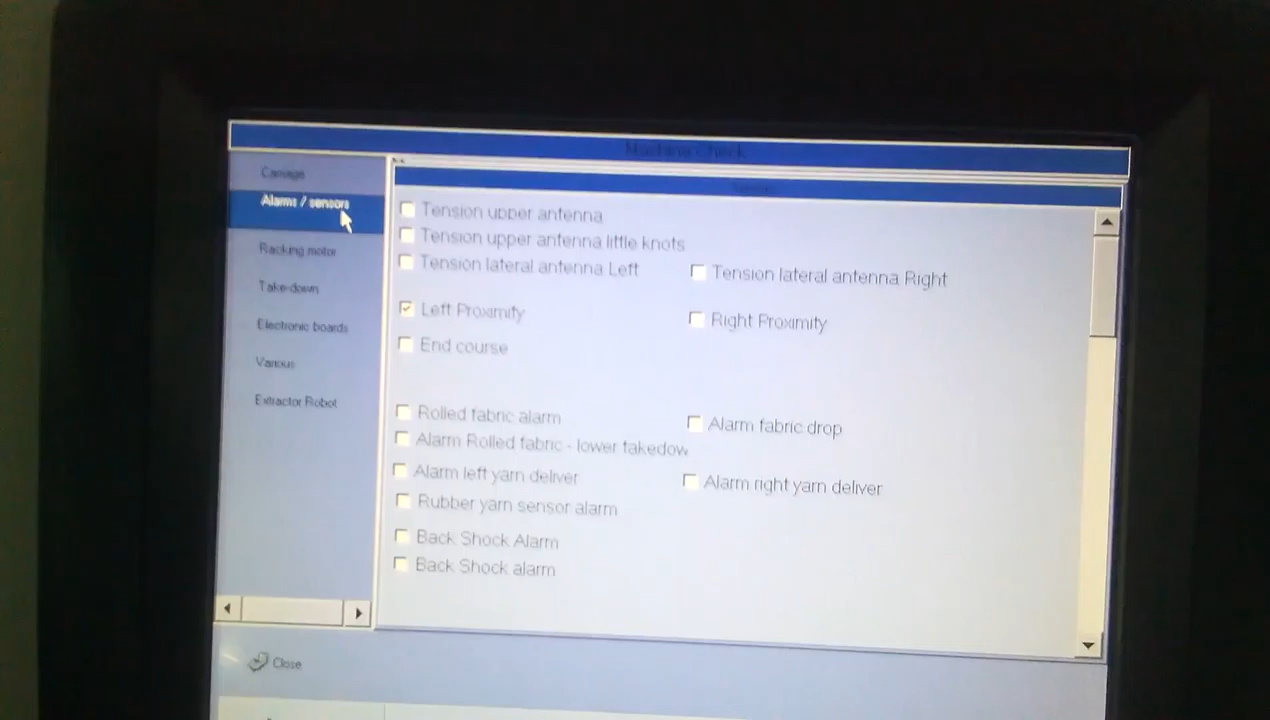 Machine Check
Carriage
Alarms / sensors
Racking motor
Take-down
Electronic boards
Various
Extractor Robot
Tension upper antenna
Tension upper antenna little knots
Tension lateral antenna Left
Tension lateral antenna Right
Left Proximity
Right Proximity
End course
Rolled fabric alarm
Alarm fabric drop
Alarm Rolled fabric - lower takedow
Alarm left yarn deliver
Alarm right yarn deliver
Rubber yarn sensor alarm
Back Shock Alarm
Back Shock alarm
Close